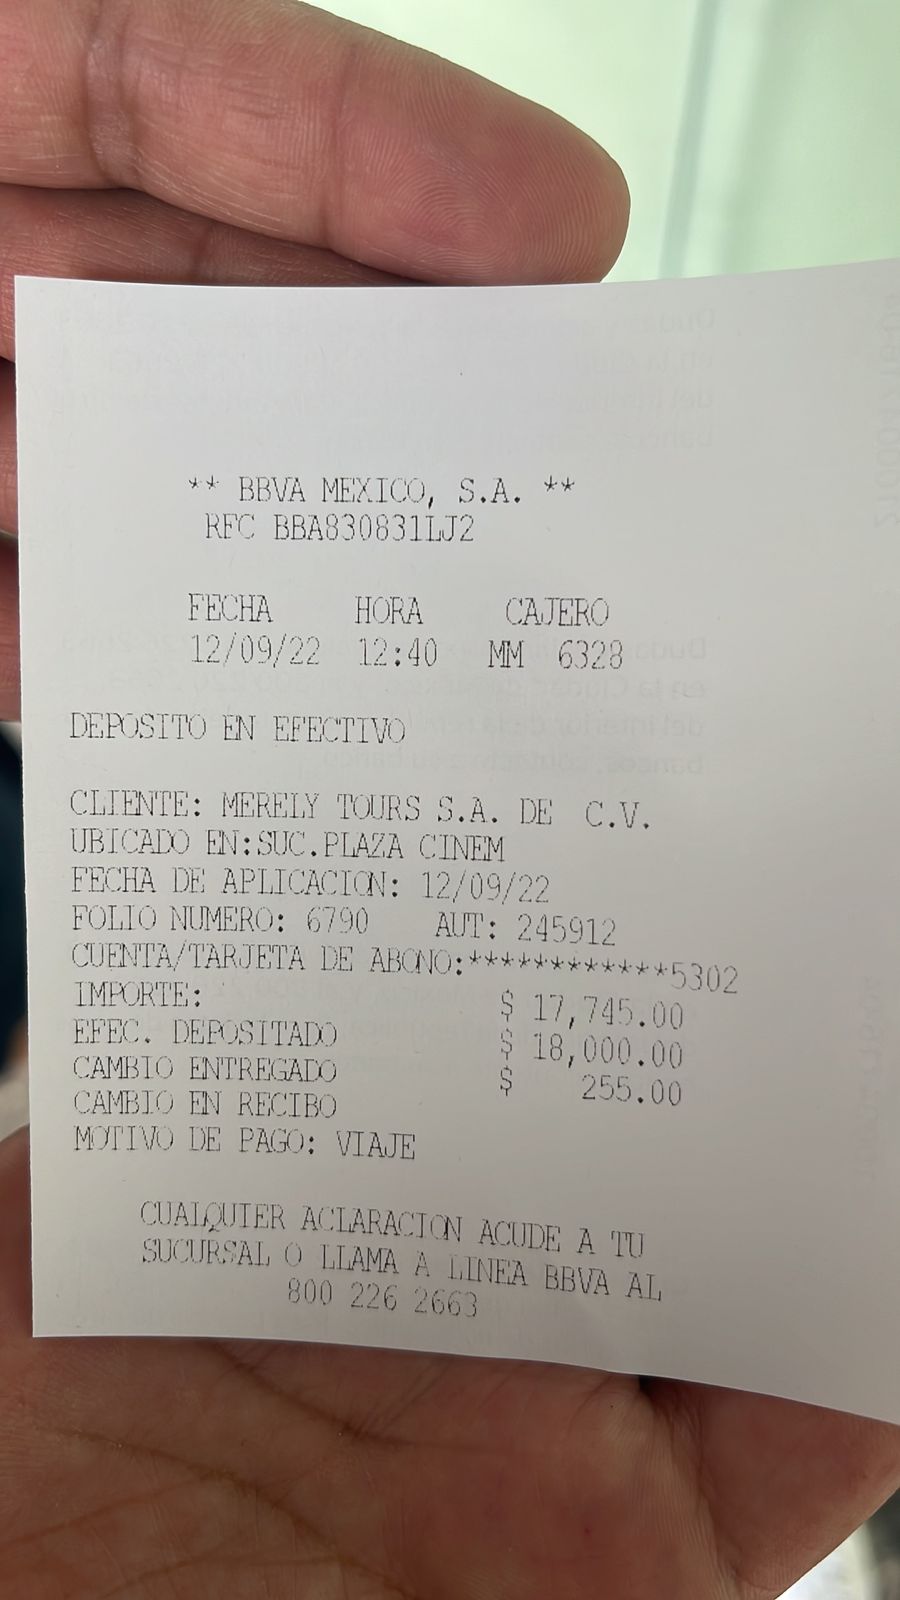 ** BBVA MEXICO, S.A. **
RFC BBA830831LJ2
FECHA HORA CAJERO
12/09/22 12:40 MM 6328
DEPOSITO EN EFECTIVO
CLIENTE: MERELY TOURS S.A. DE C.V.
UBICADO EN:SUC.PLAZA CINEM
FECHA DE APLICACION: 12/09/22
FOLIO NUMERO: 6790 AUT: 245912
CUENTA/TARJETA DE ABONO:************5302
IMPORTE: $ 17,745.00
EFEC. DEPOSITADO $ 18,000.00
CAMBIO ENTREGADO $ 255.00
CAMBIO EN RECIBO
MOTIVO DE PAGO: VIAJE
CUALQUIER ACLARACION ACUDE A TU
SUCURSAL O LLAMA A LINEA BBVA AL
800 226 2663